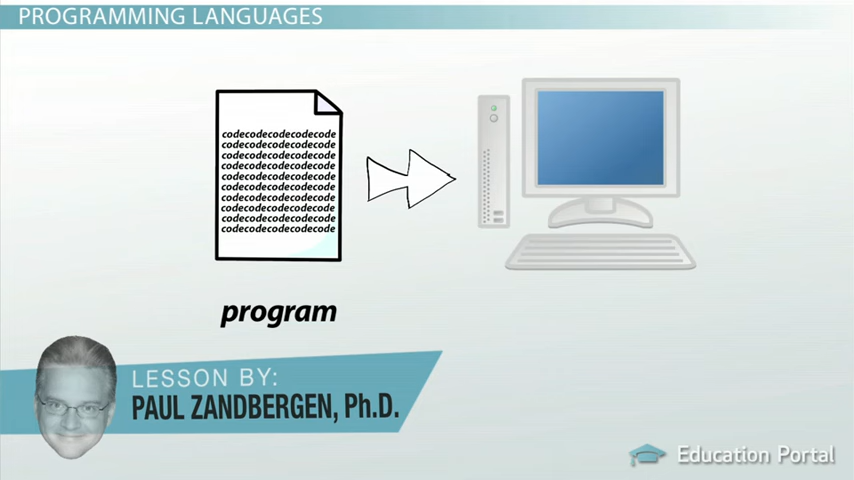 PROGRAMMING LANGUAGES
codecodecodecodecode
codecodecodecodecode
codecodecodecodecode
codecodecodecodecode
codecodecodecodecode
codecodecodecodecode
codecodecodecodecode
codecodecodecodecode
codecodecodecodecode
codecodecodecodecode
program
LESSON BY:
PAUL ZANDBERGEN, Ph.D.
Education Portal